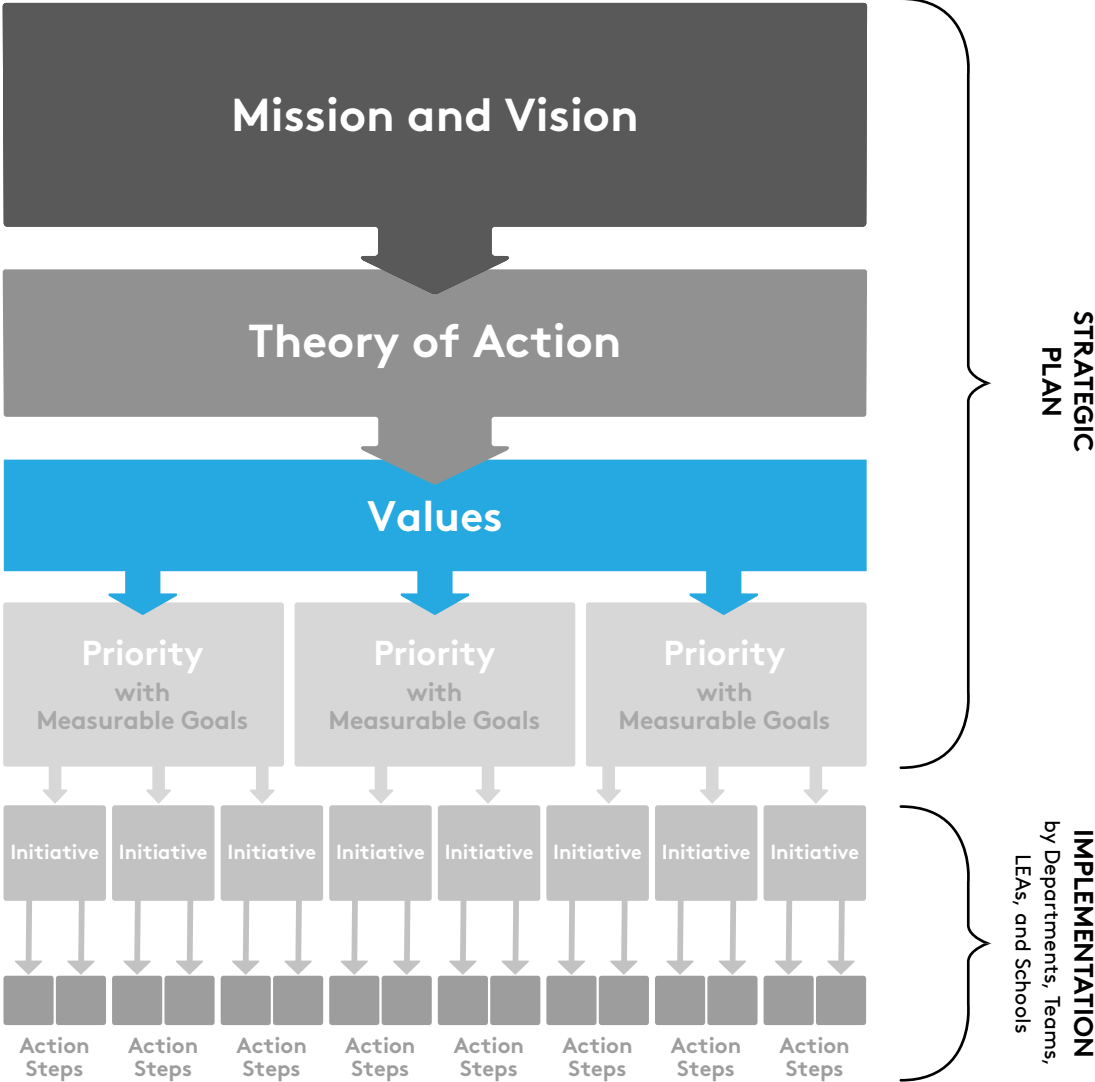 Mission and Vision
Theory of Action
Values
Priority
with
Measurable Goals
Priority
with
Measurable Goals
Priority
with
Measurable Goals
Initiative
Initiative
Initiative
Initiative
Initiative
Initiative
Initiative
Initiative
Action
Steps
Action
Steps
Action
Steps
Action
Steps
Action
Steps
Action
Steps
Action
Steps
Action
Steps
STRATEGIC
PLAN
IMPLEMENTATION
by Departments, Teams,
LEAs, and Schools